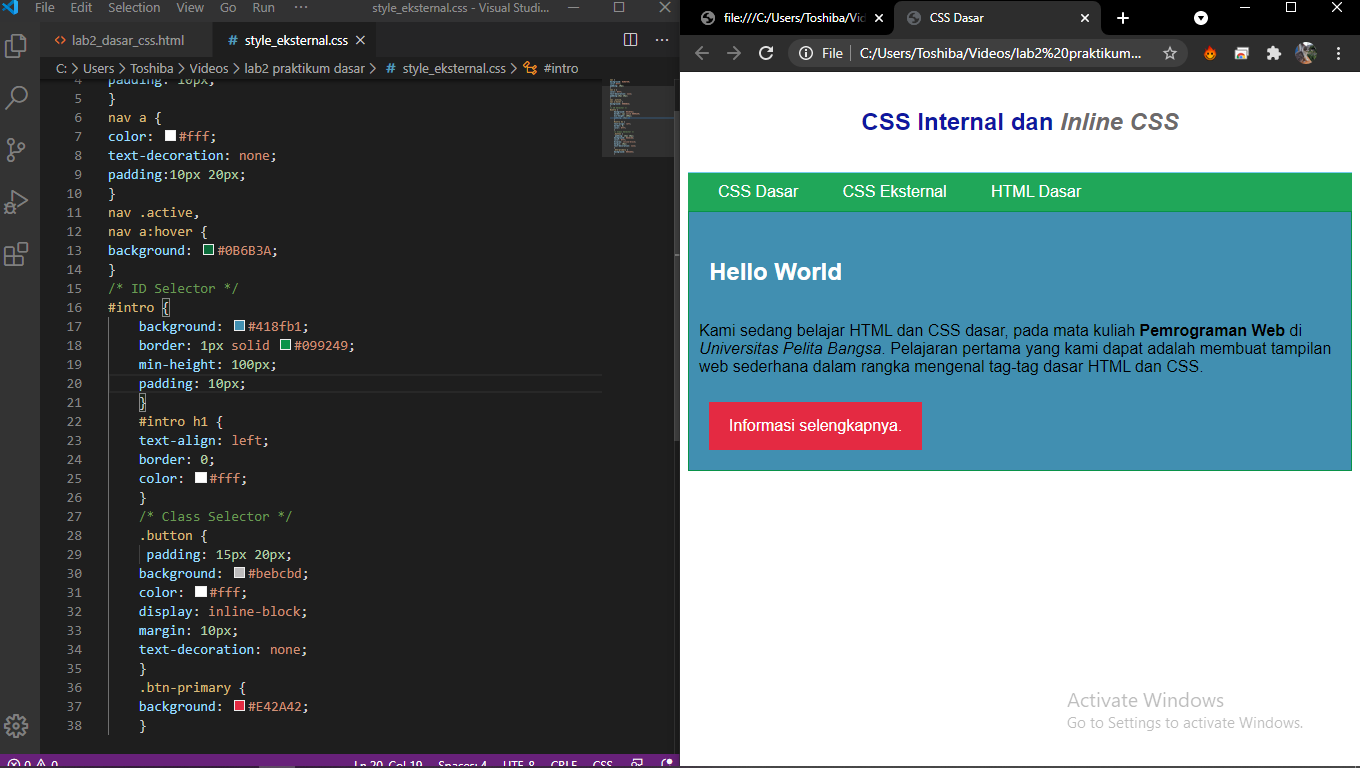 File Edit Selection View Go Run ··· style_eksternal.css - Visual Studi...
<> lab2_dasar_css.html # style_eksternal.css
C: > Users > Toshiba > Videos > lab2 praktikum dasar > # style_eksternal.css > #intro
4 padding: 10px;
5 }
6 nav a {
7 color: #fff;
8 text-decoration: none;
9 padding:10px 20px;
10 }
11 nav .active,
12 nav a:hover {
13 background: #0B6B3A;
14 }
15 /* ID Selector */
16 #intro {
17 background: #418fb1;
18 border: 1px solid #099249;
19 min-height: 100px;
20 padding: 10px;
21 }
22 #intro h1 {
23 text-align: left;
24 border: 0;
25 color: #fff;
26 }
27 /* Class Selector */
28 .button {
29 padding: 15px 20px;
30 background: #bebcbd;
31 color: #fff;
32 display: inline-block;
33 margin: 10px;
34 text-decoration: none;
35 }
36 .btn-primary {
37 background: #E42A42;
38 }
0 0 Ln 20, Col 19 Spaces: 4 UTF-8 CRLF CSS
file:///C:/Users/Toshiba/Vid CSS Dasar
File C:/Users/Toshiba/Videos/lab2%20praktikum...
CSS Internal dan Inline CSS
CSS Dasar CSS Eksternal HTML Dasar
Hello World
Kami sedang belajar HTML dan CSS dasar, pada mata kuliah Pemrograman Web di
Universitas Pelita Bangsa. Pelajaran pertama yang kami dapat adalah membuat tampilan
web sederhana dalam rangka mengenal tag-tag dasar HTML dan CSS.
Informasi selengkapnya.
Activate Windows
Go to Settings to activate Windows.